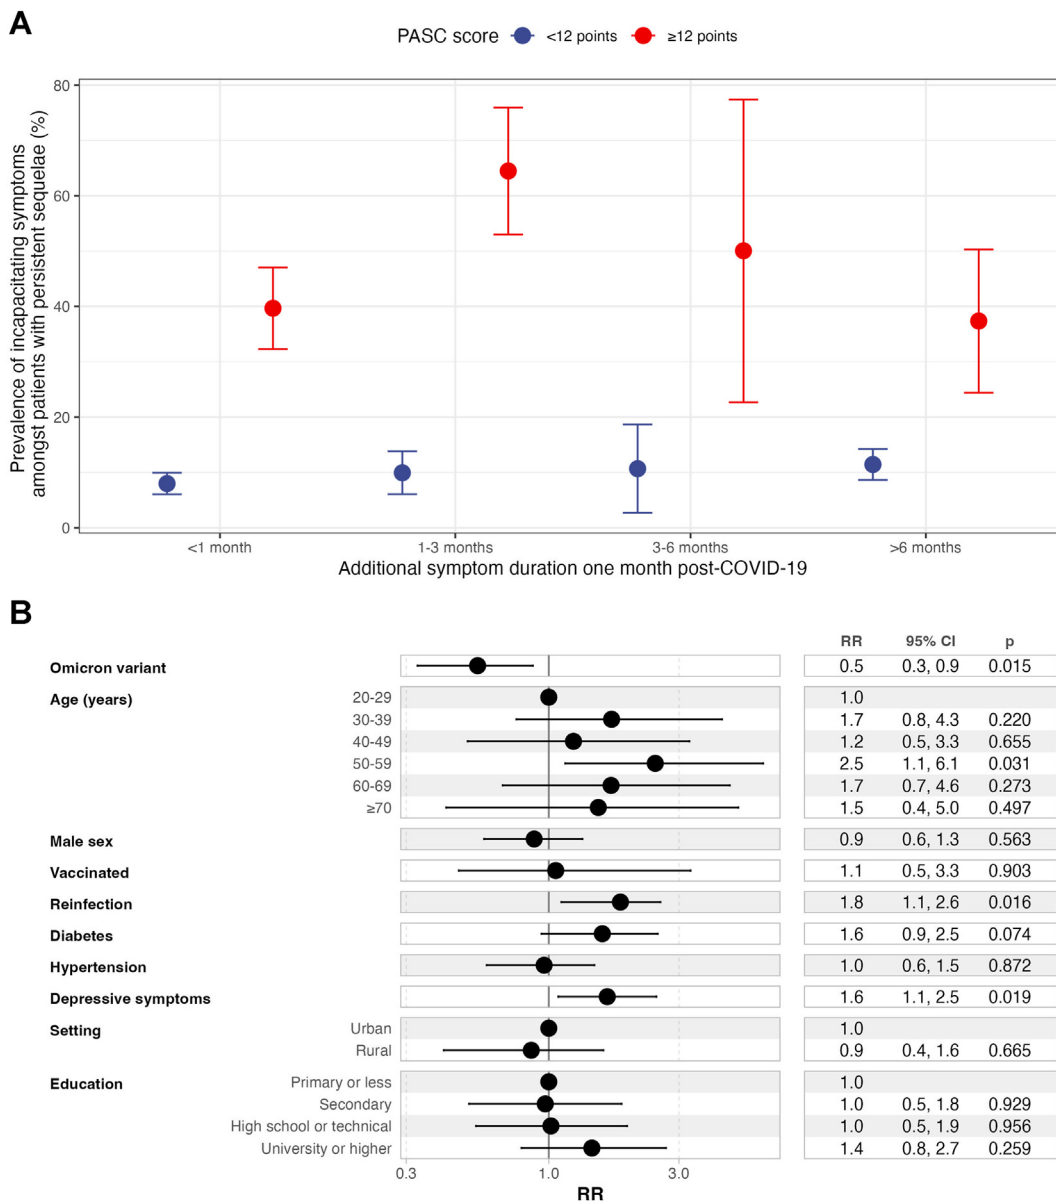 A
PASC score <12 points ≥12 points
Prevalence of incapacitating symptoms
amongst patients with persistent sequelae (%)
80
60
40
20
0
<1 month 1-3 months 3-6 months >6 months
Additional symptom duration one month post-COVID-19
B
RR 95% CI p
Omicron variant 0.5 0.3, 0.9 0.015
Age (years) 20-29 1.0
30-39 1.7 0.8, 4.3 0.220
40-49 1.2 0.5, 3.3 0.655
50-59 2.5 1.1, 6.1 0.031
60-69 1.7 0.7, 4.6 0.273
≥70 1.5 0.4, 5.0 0.497
Male sex 0.9 0.6, 1.3 0.563
Vaccinated 1.1 0.5, 3.3 0.903
Reinfection 1.8 1.1, 2.6 0.016
Diabetes 1.6 0.9, 2.5 0.074
Hypertension 1.0 0.6, 1.5 0.872
Depressive symptoms 1.6 1.1, 2.5 0.019
Setting Urban 1.0
Rural 0.9 0.4, 1.6 0.665
Education Primary or less 1.0
Secondary 1.0 0.5, 1.8 0.929
High school or technical 1.0 0.5, 1.9 0.956
University or higher 1.4 0.8, 2.7 0.259
0.3 1.0 3.0
RR